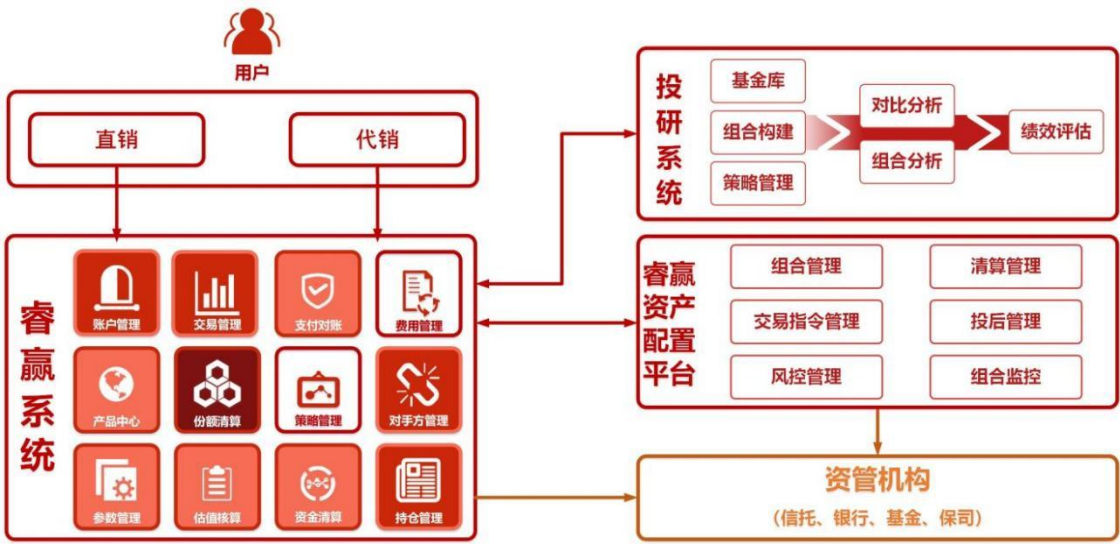 用户
直销
代销
睿赢系统
账户管理
交易管理
支付对账
费用管理
产品中心
份额清算
策略管理
对手方管理
参数管理
估值核算
资金清算
持仓管理
投研系统
基金库
组合构建
策略管理
对比分析
组合分析
绩效评估
睿赢
资产
配置
平台
组合管理
清算管理
交易指令管理
投后管理
风控管理
组合监控
资管机构
（信托、银行、基金、保司）